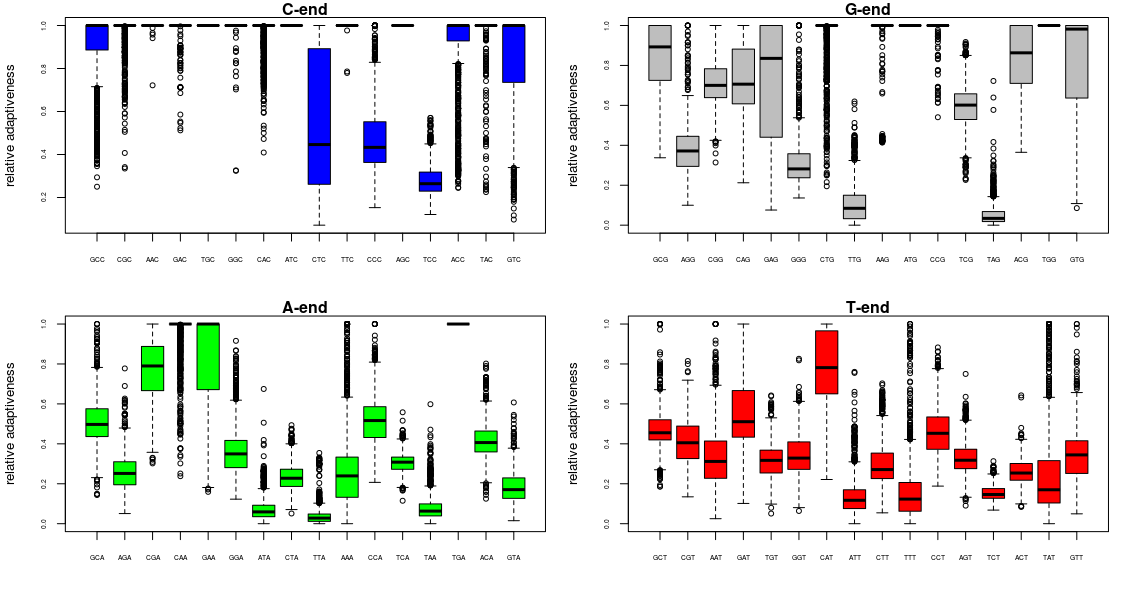 C-end
relative adaptiveness
1.0
0.8
0.6
0.4
0.2
GCC CGC AAC GAC TGC GGC CAC ATC CTC TTC CCC AGC TCC ACC TAC GTC
G-end
relative adaptiveness
1.0
0.8
0.6
0.4
0.2
0.0
GCG AGG CGG CAG GAG GGG CTG TTG AAG ATG CCG TCG TAG ACG TGG GTG
A-end
relative adaptiveness
1.0
0.8
0.6
0.4
0.2
0.0
GCA AGA CGA CAA GAA GGA ATA CTA TTA AAA CCA TCA TAA TGA ACA GTA
T-end
relative adaptiveness
1.0
0.8
0.6
0.4
0.2
0.0
GCT CGT AAT GAT TGT GGT CAT ATT CTT TTT CCT AGT TCT ACT TAT GTT